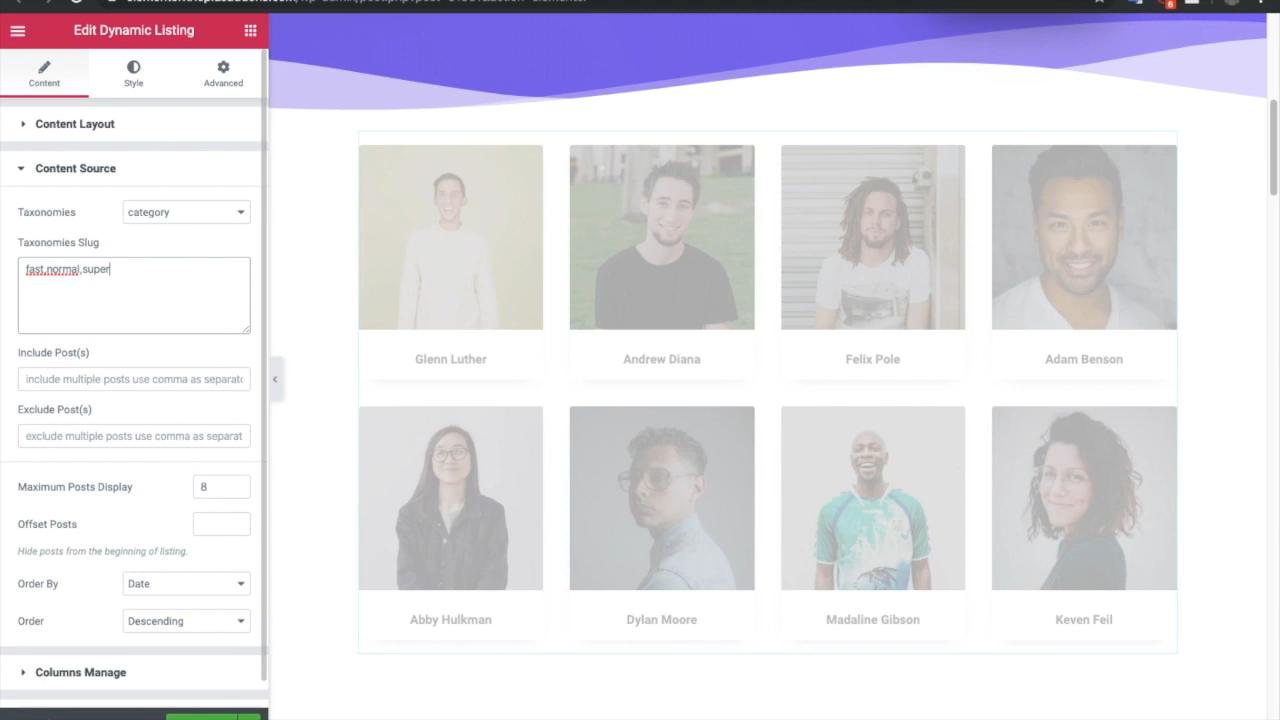 6
Edit Dynamic Listing
Content
Style
Advanced
Content Layout
Content Source
Taxonomies
category
Taxonomies Slug
fast,normal,super
Include Post(s)
include multiple posts use comma as separato
Exclude Post(s)
exclude multiple posts use comma as separat
Maximum Posts Display
8
Offset Posts
Hide posts from the beginning of listing.
Order By
Date
Order
Descending
Columns Manage
Glenn Luther
Andrew Diana
Felix Pole
Adam Benson
Abby Hulkman
Dylan Moore
Madaline Gibson
Keven Feil